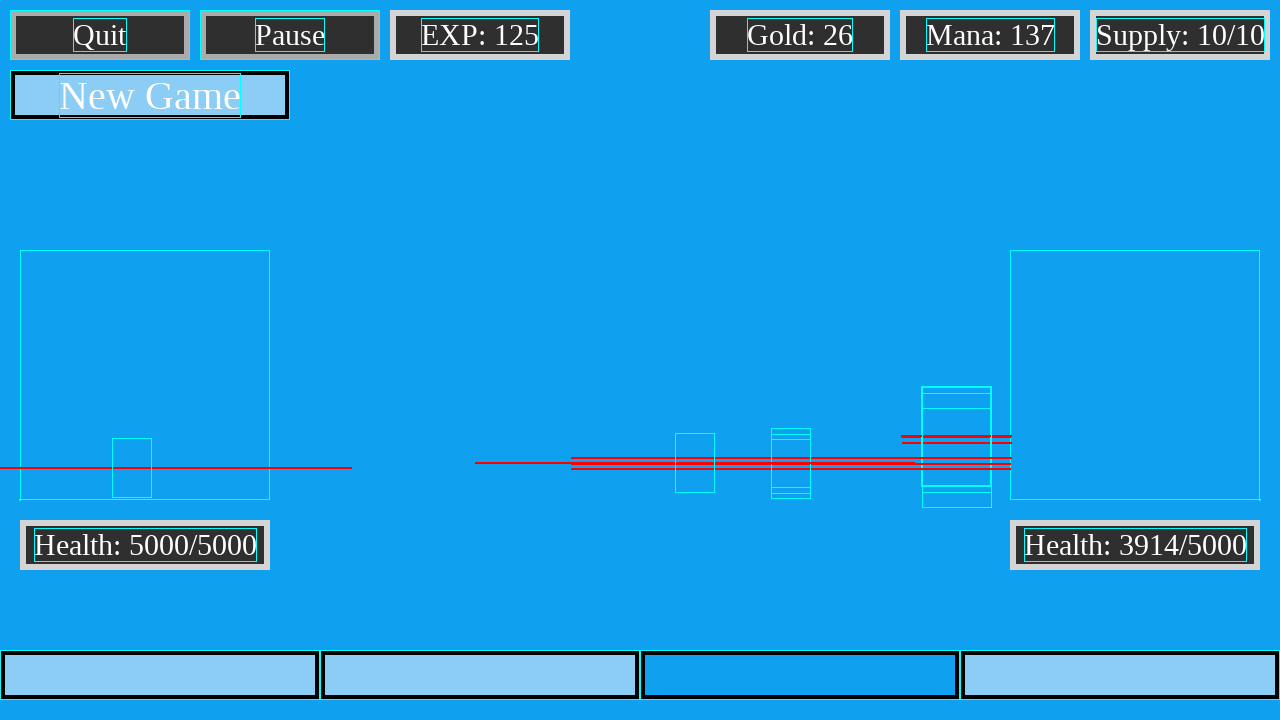 Quit
Pause
EXP: 125
Gold: 26
Mana: 137
Supply: 10/10
New Game
Health: 5000/5000
Health: 3914/5000